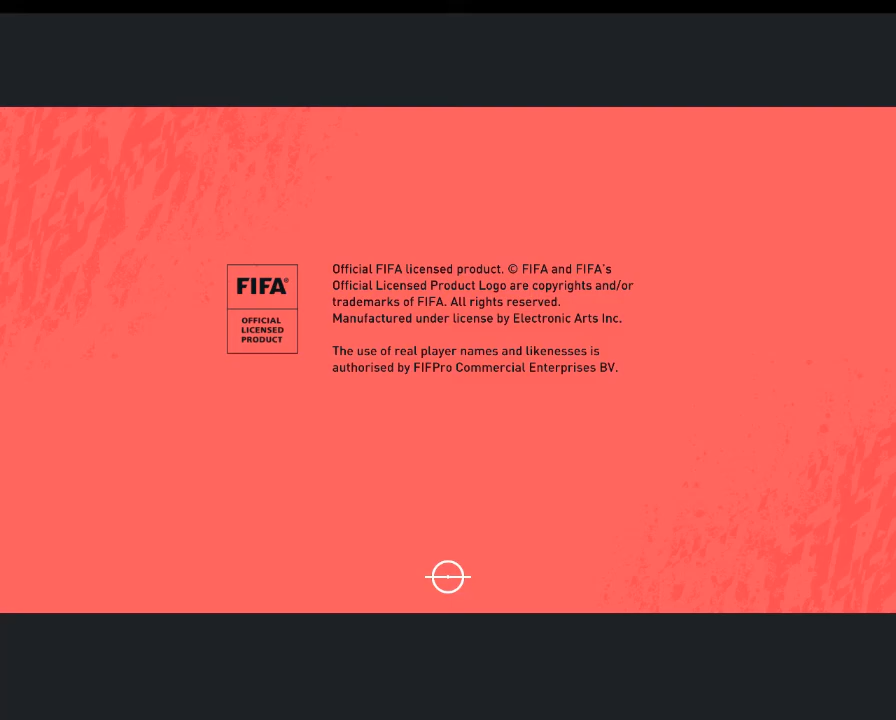 FIFA®
OFFICIAL
LICENSED
PRODUCT
Official FIFA licensed product. © FIFA and FIFA's
Official Licensed Product Logo are copyrights and/or
trademarks of FIFA. All rights reserved.
Manufactured under license by Electronic Arts Inc.
The use of real player names and likenesses is
authorised by FIFPro Commercial Enterprises BV.